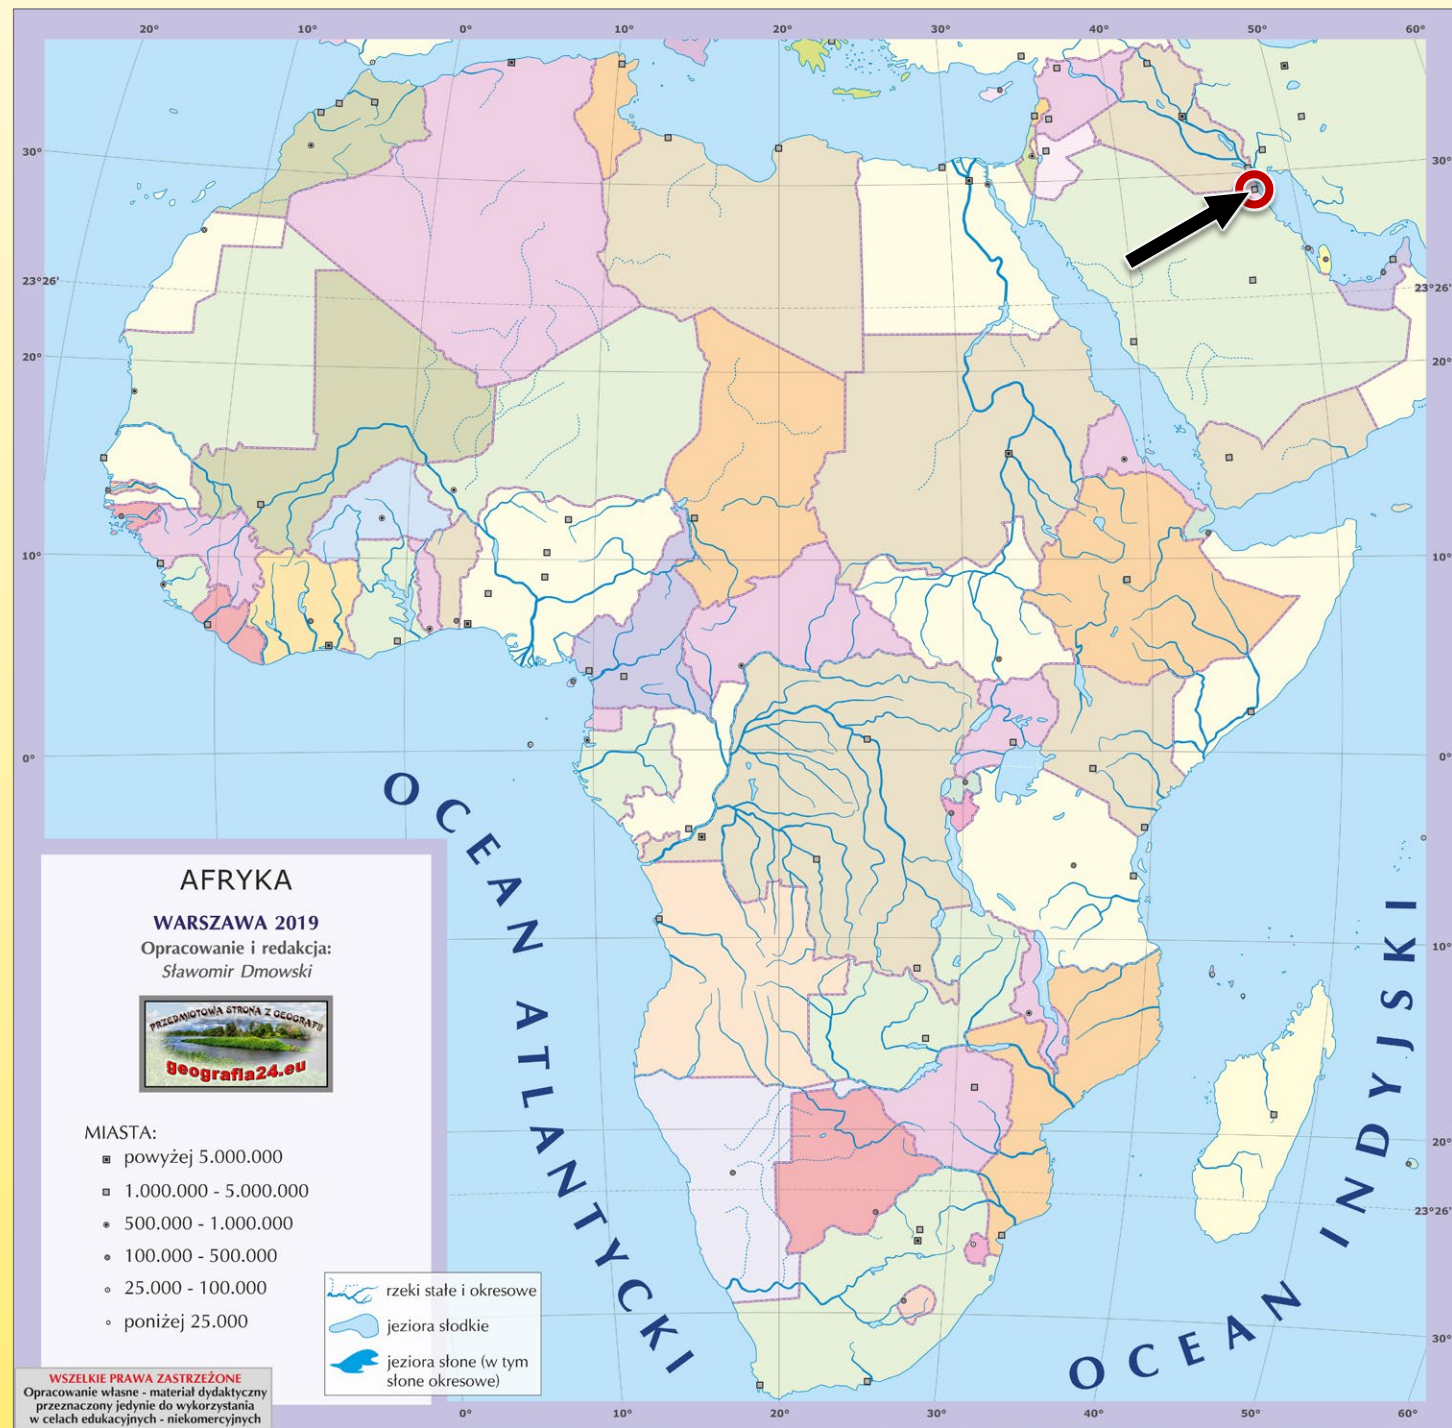 20° 10° 0° 10° 20° 30° 40° 50° 60°
30° 30°
23°26' 23°26'
20° 20°
10° 10°
0° 0°
10°
20°
23°26'
30°
OCEAN ATLANTYCKI
OCEAN INDYJSKI
AFRYKA
WARSZAWA 2019
Opracowanie i redakcja:
Sławomir Dmowski
PRZEDMIOTOWA STRONA Z GEOGRAFII
geografia24.eu
MIASTA:
powyżej 5.000.000
1.000.000 - 5.000.000
500.000 - 1.000.000
100.000 - 500.000
25.000 - 100.000
poniżej 25.000
rzeki stałe i okresowe
jeziora słodkie
jeziora słone (w tym
słone okresowe)
WSZELKIE PRAWA ZASTRZEŻONE
Opracowanie własne - materiał dydaktyczny
przeznaczony jedynie do wykorzystania
w celach edukacyjnych - niekomercyjnych
0° 10° 20° 30° 40° 50° 60°